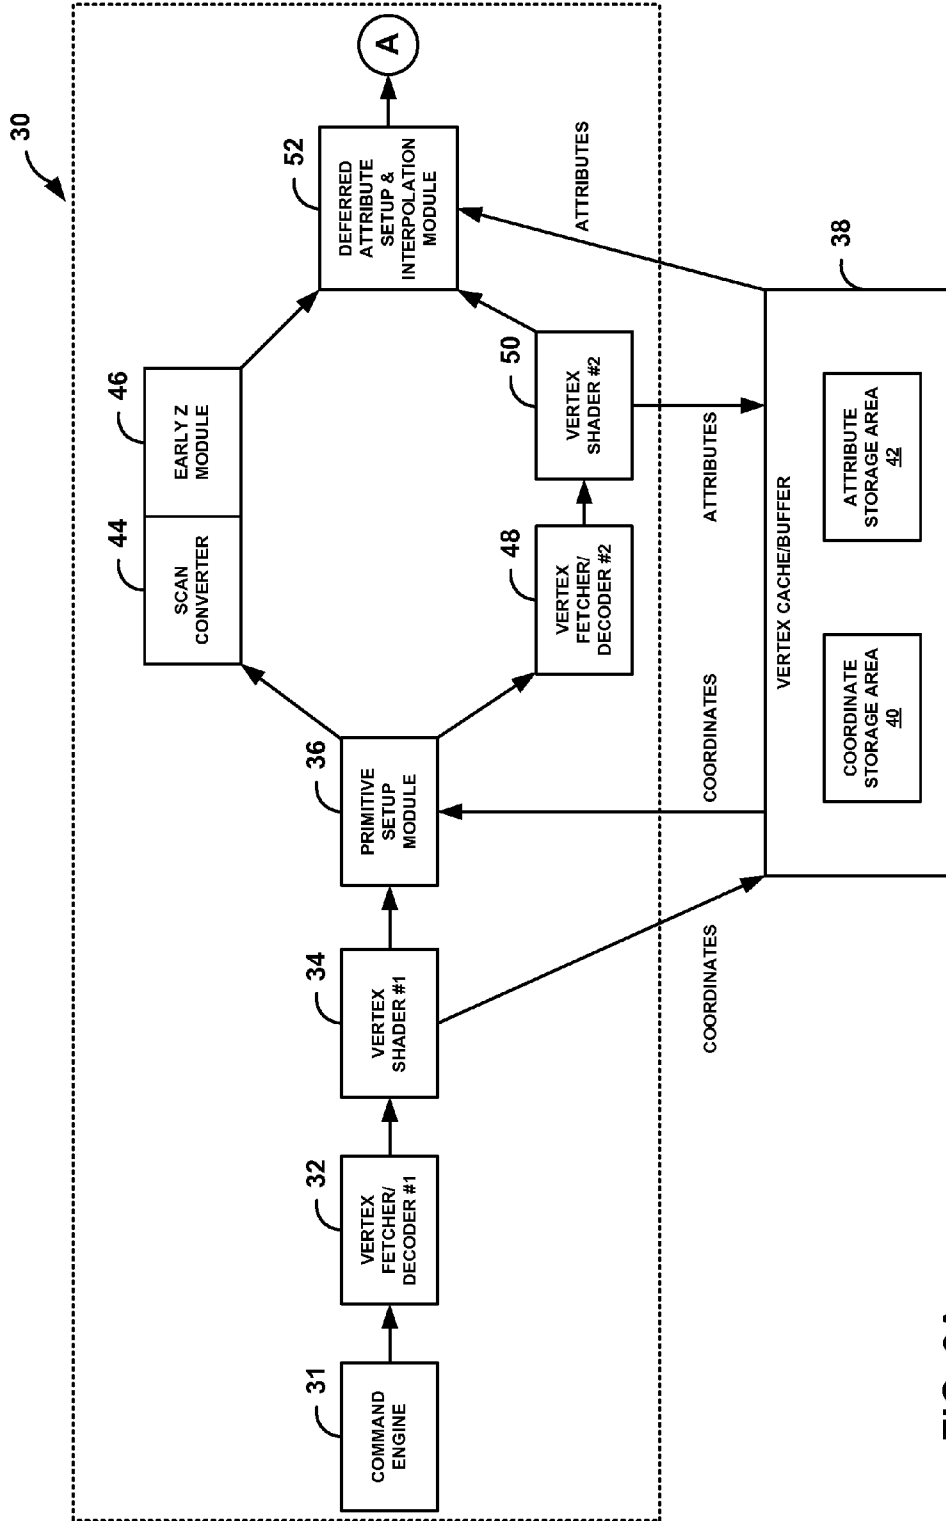 30
31
COMMAND
ENGINE
32
VERTEX
FETCHER/
DECODER #1
34
VERTEX
SHADER #1
36
PRIMITIVE
SETUP
MODULE
44
SCAN
CONVERTER
46
EARLY Z
MODULE
48
VERTEX
FETCHER/
DECODER #2
50
VERTEX
SHADER #2
52
DEFERRED
ATTRIBUTE
SETUP &
INTERPOLATION
MODULE
A
COORDINATES
COORDINATES
ATTRIBUTES
ATTRIBUTES
38
VERTEX CACHE/BUFFER
COORDINATE
STORAGE AREA
40
ATTRIBUTE
STORAGE AREA
42